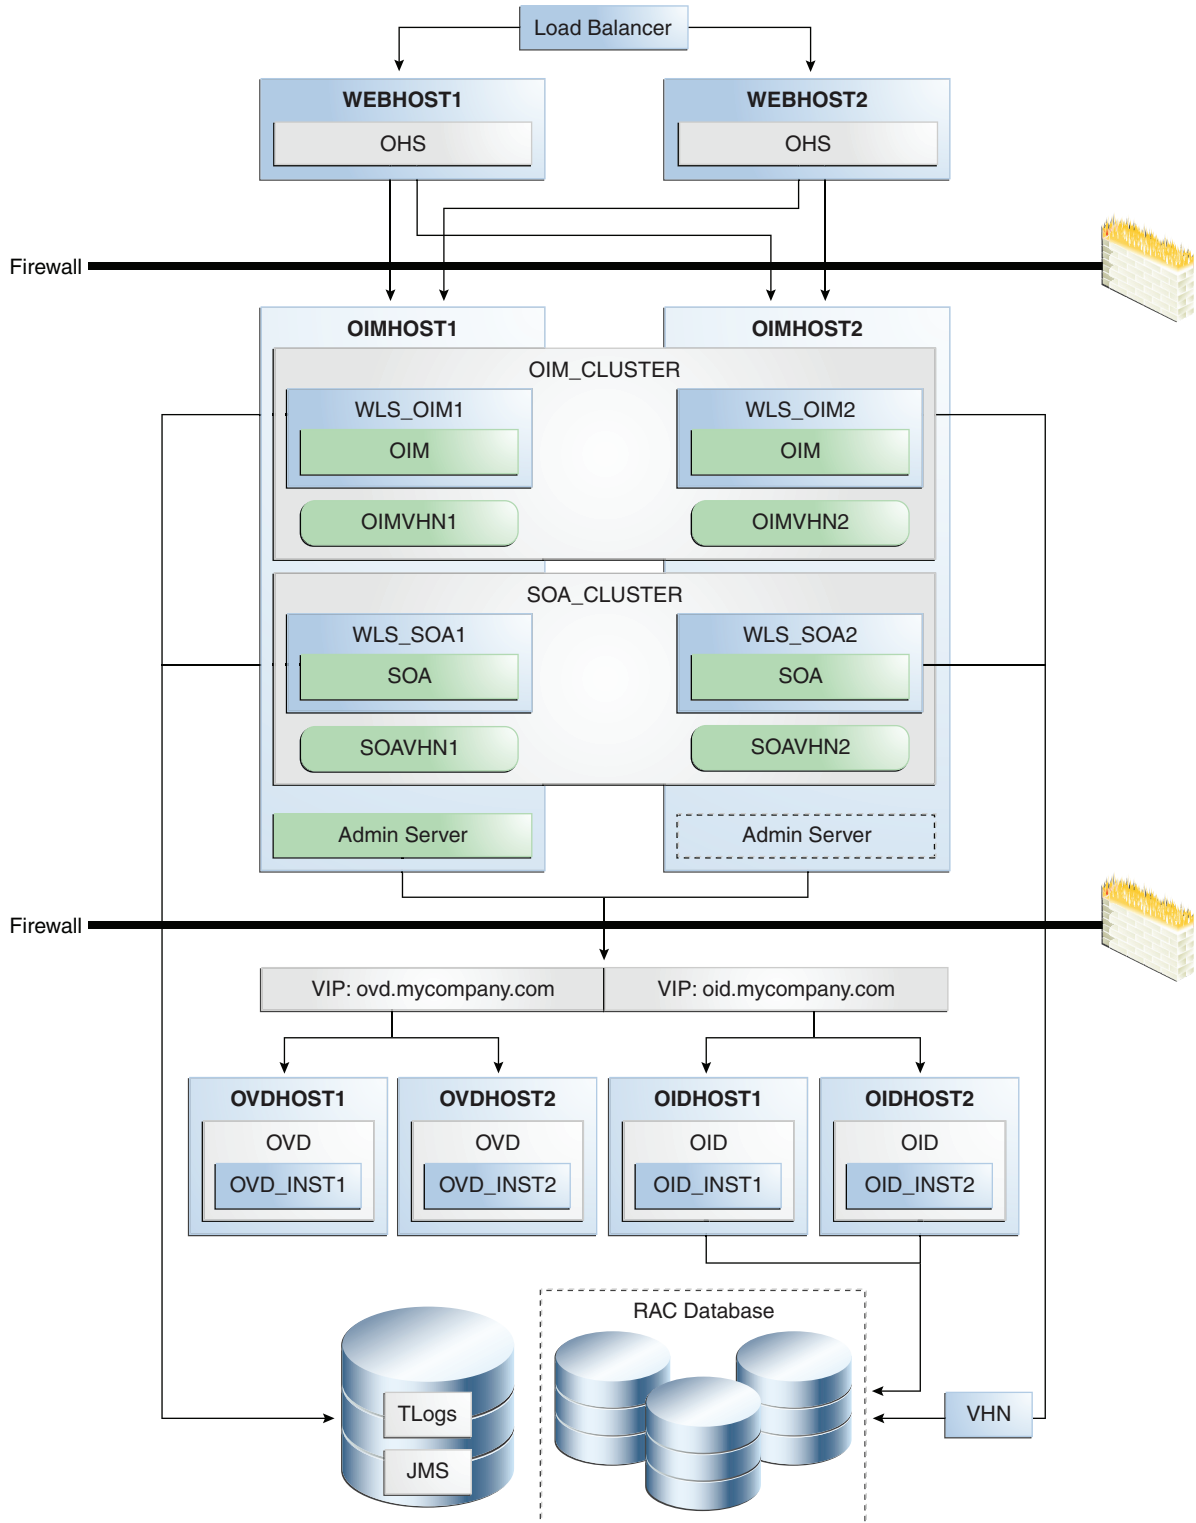 Load Balancer
WEBHOST1
WEBHOST2
OHS
OHS
Firewall
OIMHOST1
OIMHOST2
OIM_CLUSTER
WLS_OIM1
WLS_OIM2
OIM
OIM
OIMVHN1
OIMVHN2
SOA_CLUSTER
WLS_SOA1
WLS_SOA2
SOA
SOA
SOAVHN1
SOAVHN2
Admin Server
Admin Server
Firewall
VIP: ovd.mycompany.com
VIP: oid.mycompany.com
OVDHOST1
OVDHOST2
OIDHOST1
OIDHOST2
OVD
OVD
OID
OID
OVD_INST1
OVD_INST2
OID_INST1
OID_INST2
RAC Database
TLogs
VHN
JMS